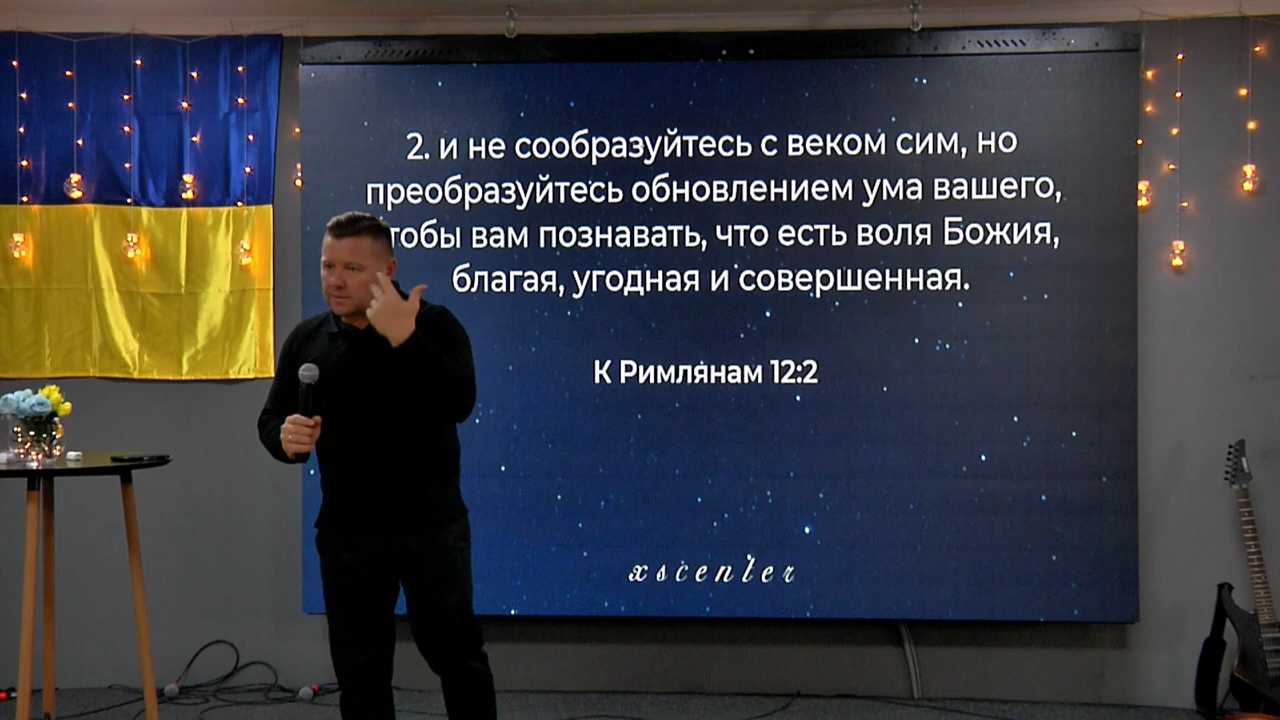 2. и не сообразуйтесь с веком сим, но
преобразуйтесь обновлением ума вашего,
чтобы вам познавать, что есть воля Божия,
благая, угодная и совершенная.
К Римлянам 12:2
xscenter